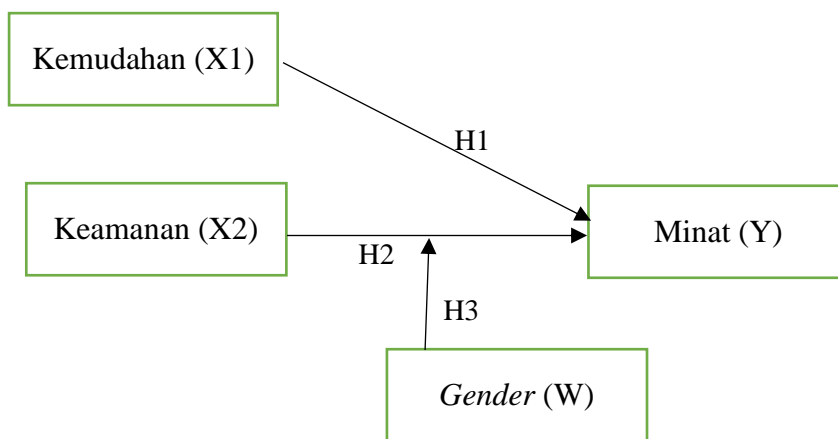 Kemudahan (X1)
H1
Keamanan (X2)
Minat (Y)
H2
H3
Gender (W)